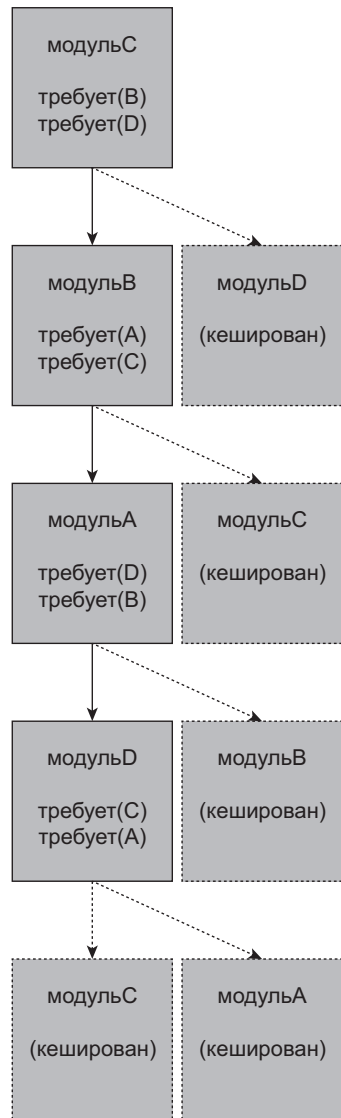 модульC
требует(B)
требует(D)
модульB
требует(A)
требует(C)
модульD
(кеширован)
модульA
требует(D)
требует(B)
модульC
(кеширован)
модульD
требует(C)
требует(A)
модульB
(кеширован)
модульC
(кеширован)
модульA
(кеширован)